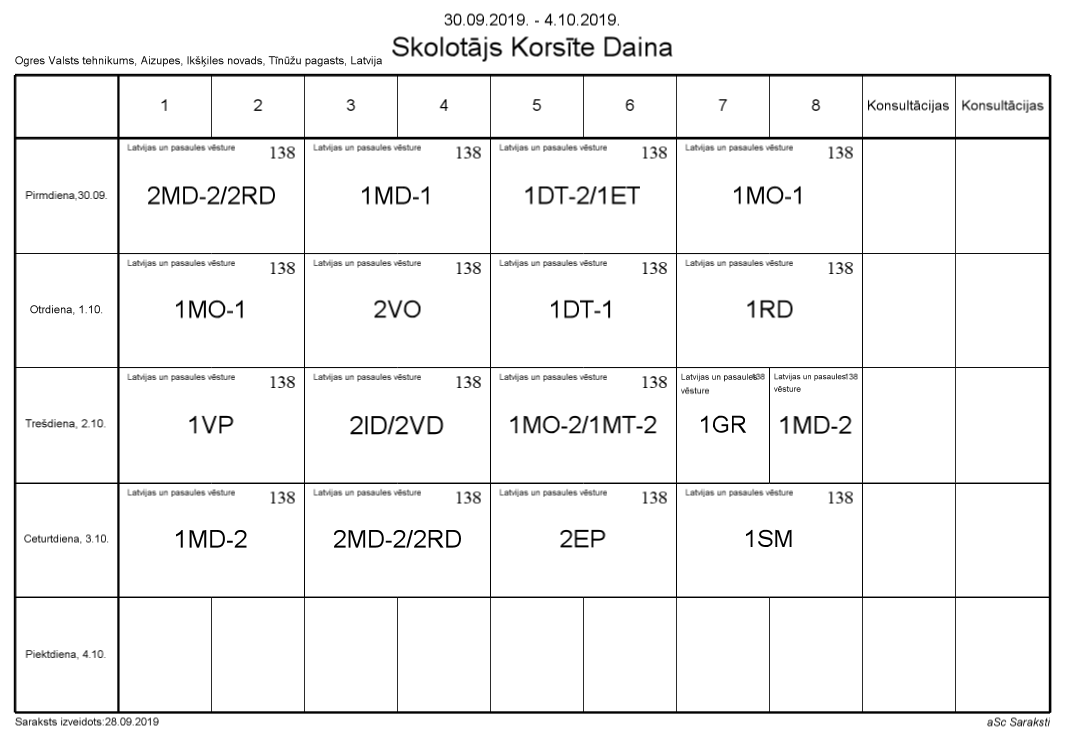 30.09.2019. - 4.10.2019.
Skolotājs Korsīte Daina
Ogres Valsts tehnikums, Aizupes, Ikšķiles novads, Tīnūžu pagasts, Latvija
1 2 3 4 5 6 7 8 Konsultācijas Konsultācijas
Latvijas un pasaules vēsture 138 Latvijas un pasaules vēsture 138 Latvijas un pasaules vēsture 138 Latvijas un pasaules vēsture 138
Pirmdiena,30.09. 2MD-2/2RD 1MD-1 1DT-2/1ET 1MO-1
Latvijas un pasaules vēsture 138 Latvijas un pasaules vēsture 138 Latvijas un pasaules vēsture 138 Latvijas un pasaules vēsture 138
Otrdiena, 1.10. 1MO-1 2VO 1DT-1 1RD
Latvijas un pasaules vēsture 138 Latvijas un pasaules vēsture 138 Latvijas un pasaules vēsture 138 Latvijas un pasaules 138 Latvijas un pasaules 138
vēsture vēsture
Trešdiena, 2.10. 1VP 2ID/2VD 1MO-2/1MT-2 1GR 1MD-2
Latvijas un pasaules vēsture 138 Latvijas un pasaules vēsture 138 Latvijas un pasaules vēsture 138 Latvijas un pasaules vēsture 138
Ceturtdiena, 3.10. 1MD-2 2MD-2/2RD 2EP 1SM
Piektdiena, 4.10.
Saraksts izveidots:28.09.2019 aSc Saraksti